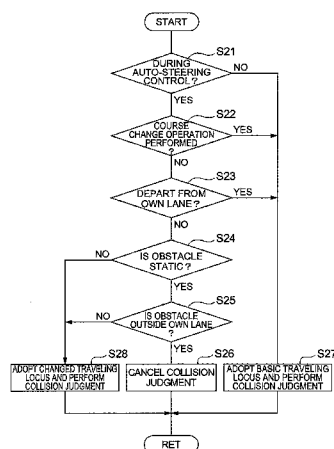 START
S21
DURING
AUTO-STEERING
CONTROL?
NO
YES
S22
COURSE
CHANGE OPERATION
PERFORMED
?
YES
NO
S23
DEPART FROM
OWN LANE?
YES
NO
S24
IS OBSTACLE
STATIC?
NO
YES
S25
IS OBSTACLE
OUTSIDE OWN LANE
?
NO
YES
S28
S26
S27
ADOPT CHANGED TRAVELING
LOCUS AND PERFORM
COLLISION JUDGMENT
CANCEL COLLISION
JUDGMENT
ADOPT BASIC TRAVELING
LOCUS AND PERFORM
COLLISION JUDGMENT
RET